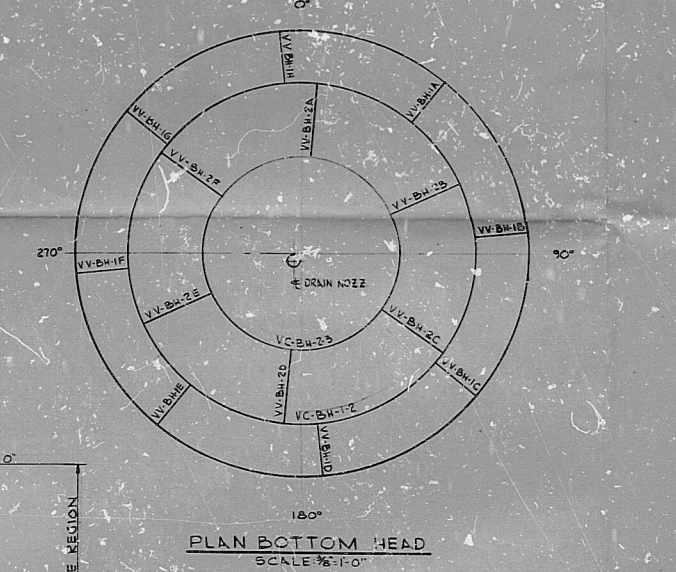 0°
VV-BH-1H
VV-BH-1A
VV-BH-2A
VV-BH-1G
VV-BH-2F
VV-BH-2B
VV-BH-1B
270°
90°
VV-BH-1F
DRAIN NOZZ
VV-BH-2E
VC-BH-2-3
VV-BH-2C
VV-BH-1C
VV-BH-2D
VV-BH-1E
VC-BH-1-2
VV-BH-1D
0"
180°
PLAN BOTTOM HEAD
SCALE: 3/8"=1'-0"
REGION